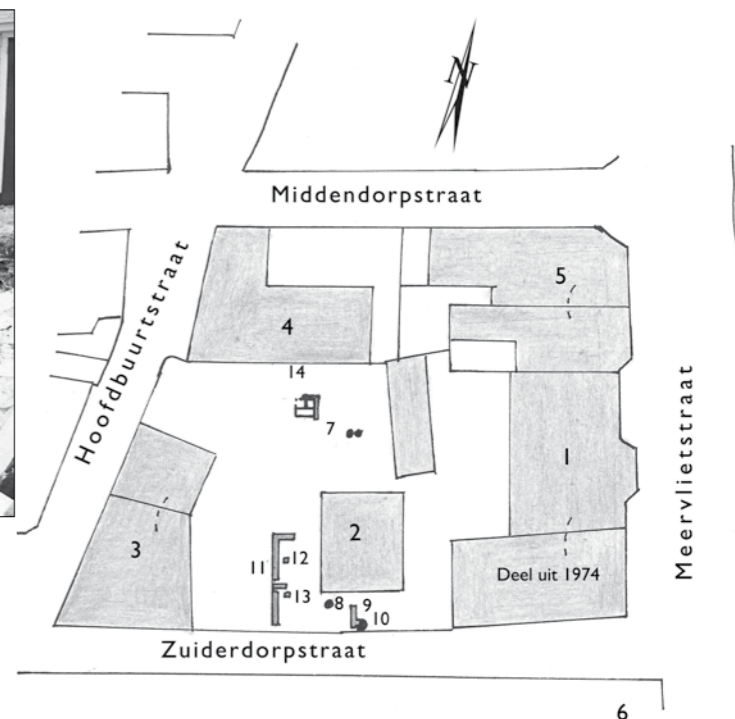 N
Middendorpstraat
Hoofdbuurtstraat
5
4
14
7
Meervlietstraat
1
2
3
11
12
13
8
9
10
Deel uit 1974
Zuiderdorpstraat
6